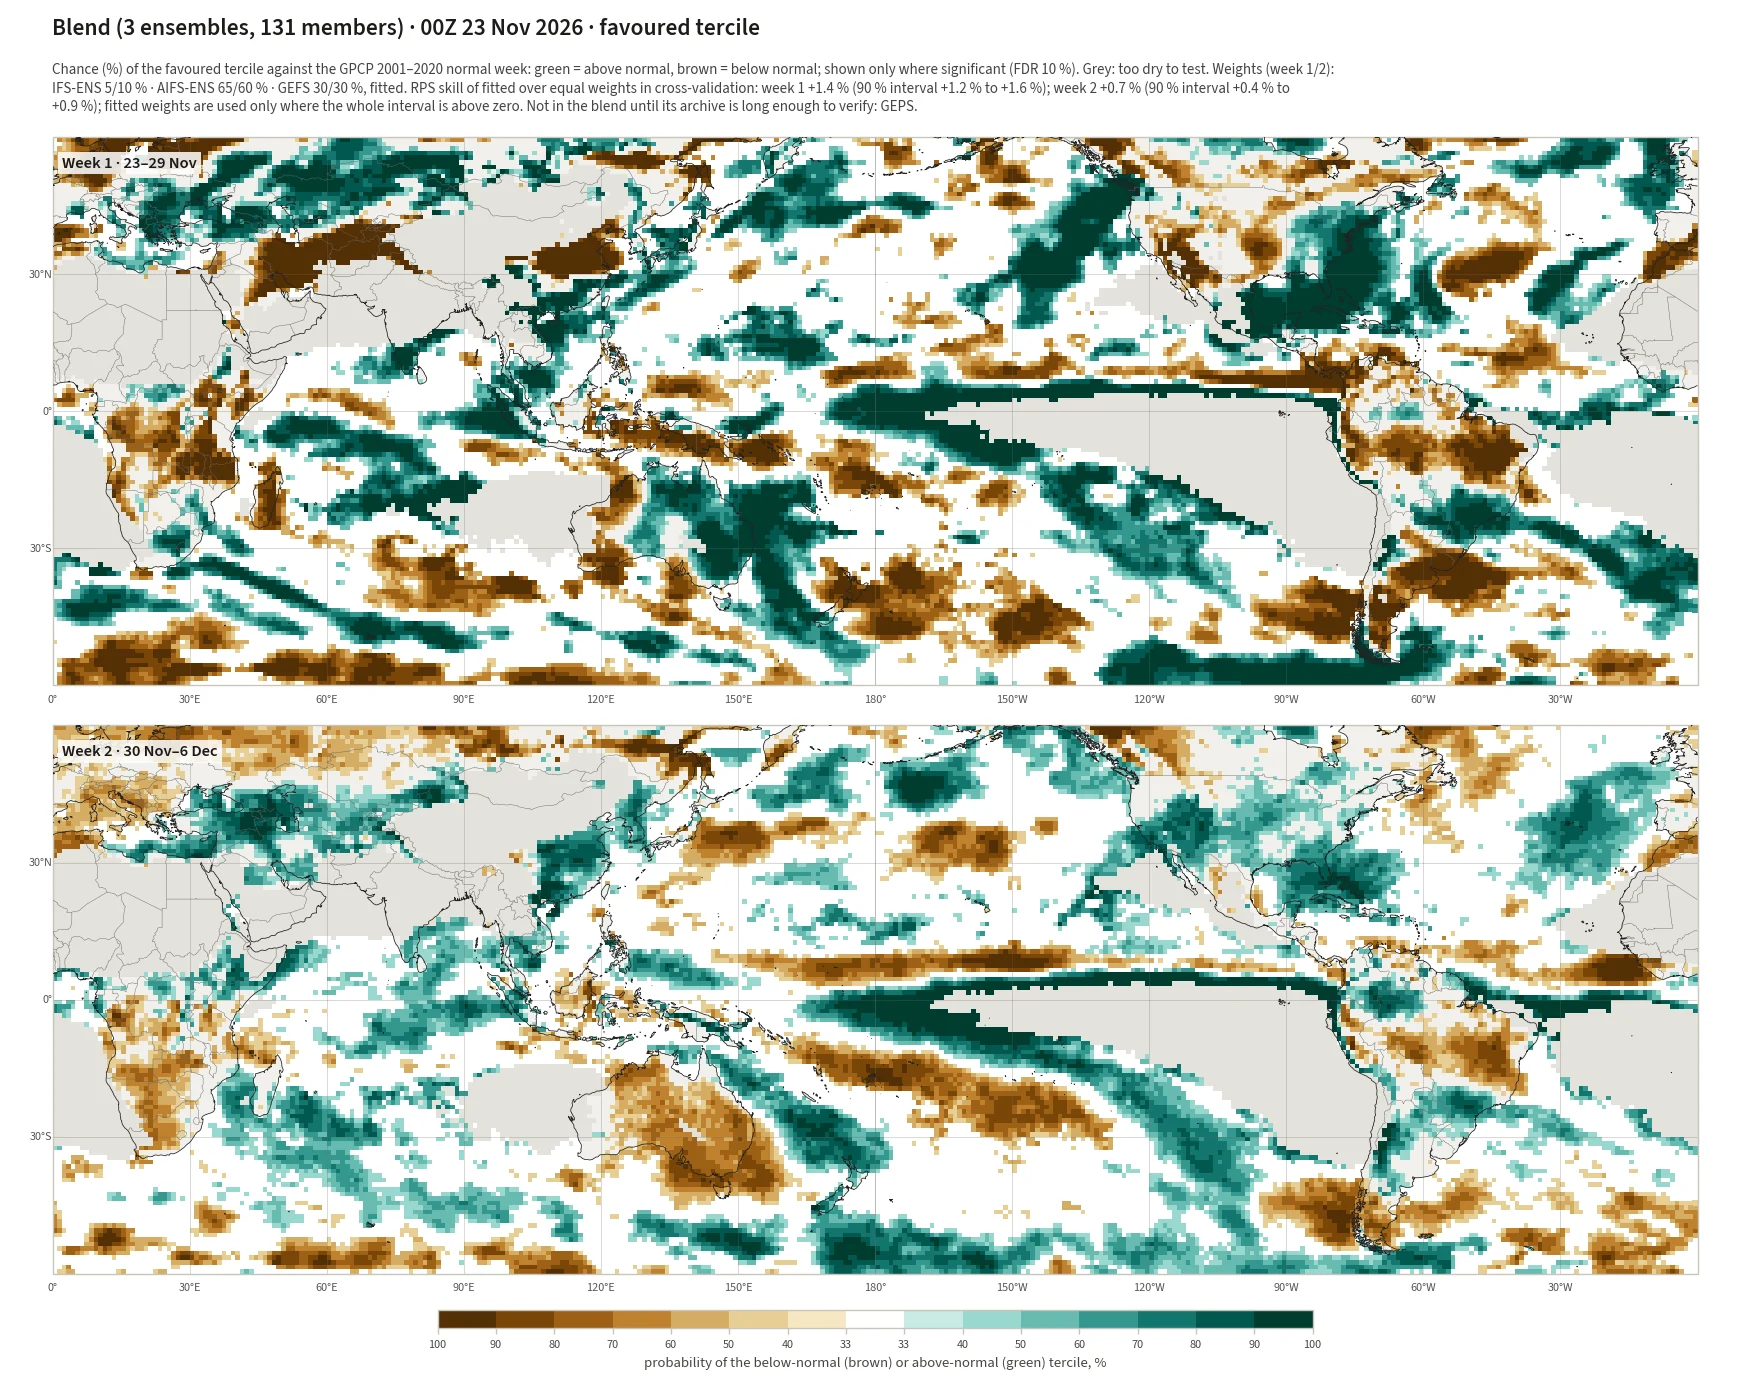 Blend (3 ensembles, 131 members) · 00Z 23 Nov 2026 · favoured tercile
Chance (%) of the favoured tercile against the GPCP 2001–2020 normal week: green = above normal, brown = below normal; shown only where significant (FDR 10 %). Grey: too dry to test. Weights (week 1/2):
IFS-ENS 5/10 % · AIFS-ENS 65/60 % · GEFS 30/30 %, fitted. RPS skill of fitted over equal weights in cross-validation: week 1 +1.4 % (90 % interval +1.2 % to +1.6 %); week 2 +0.7 % (90 % interval +0.4 % to
+0.9 %); fitted weights are used only where the whole interval is above zero. Not in the blend until its archive is long enough to verify: GEPS.
Week 1 · 23–29 Nov
30°N
0°
30°S
0° 30°E 60°E 90°E 120°E 150°E 180° 150°W 120°W 90°W 60°W 30°W
Week 2 · 30 Nov–6 Dec
30°N
0°
30°S
0° 30°E 60°E 90°E 120°E 150°E 180° 150°W 120°W 90°W 60°W 30°W
100 90 80 70 60 50 40 33 33 40 50 60 70 80 90 100
probability of the below-normal (brown) or above-normal (green) tercile, %